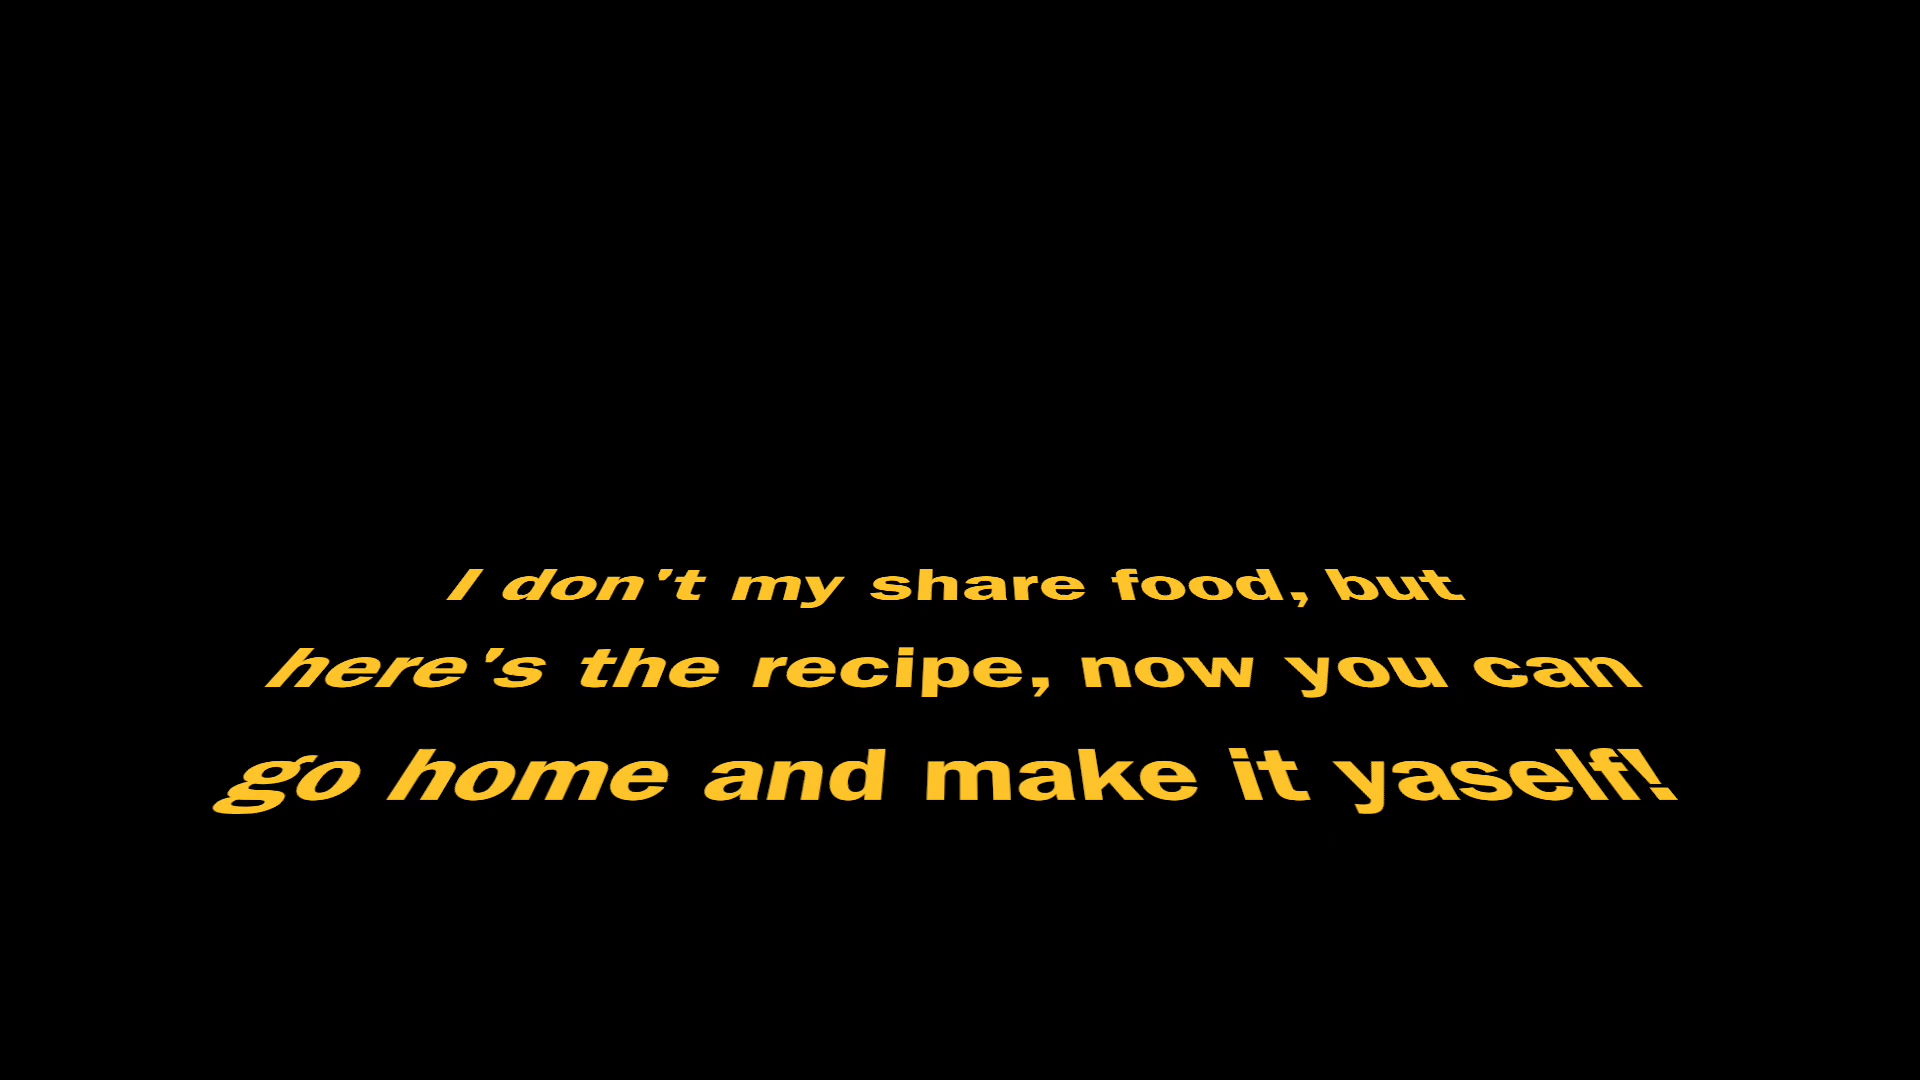 I don't my share food, but
here's the recipe, now you can
go home and make it yaself!